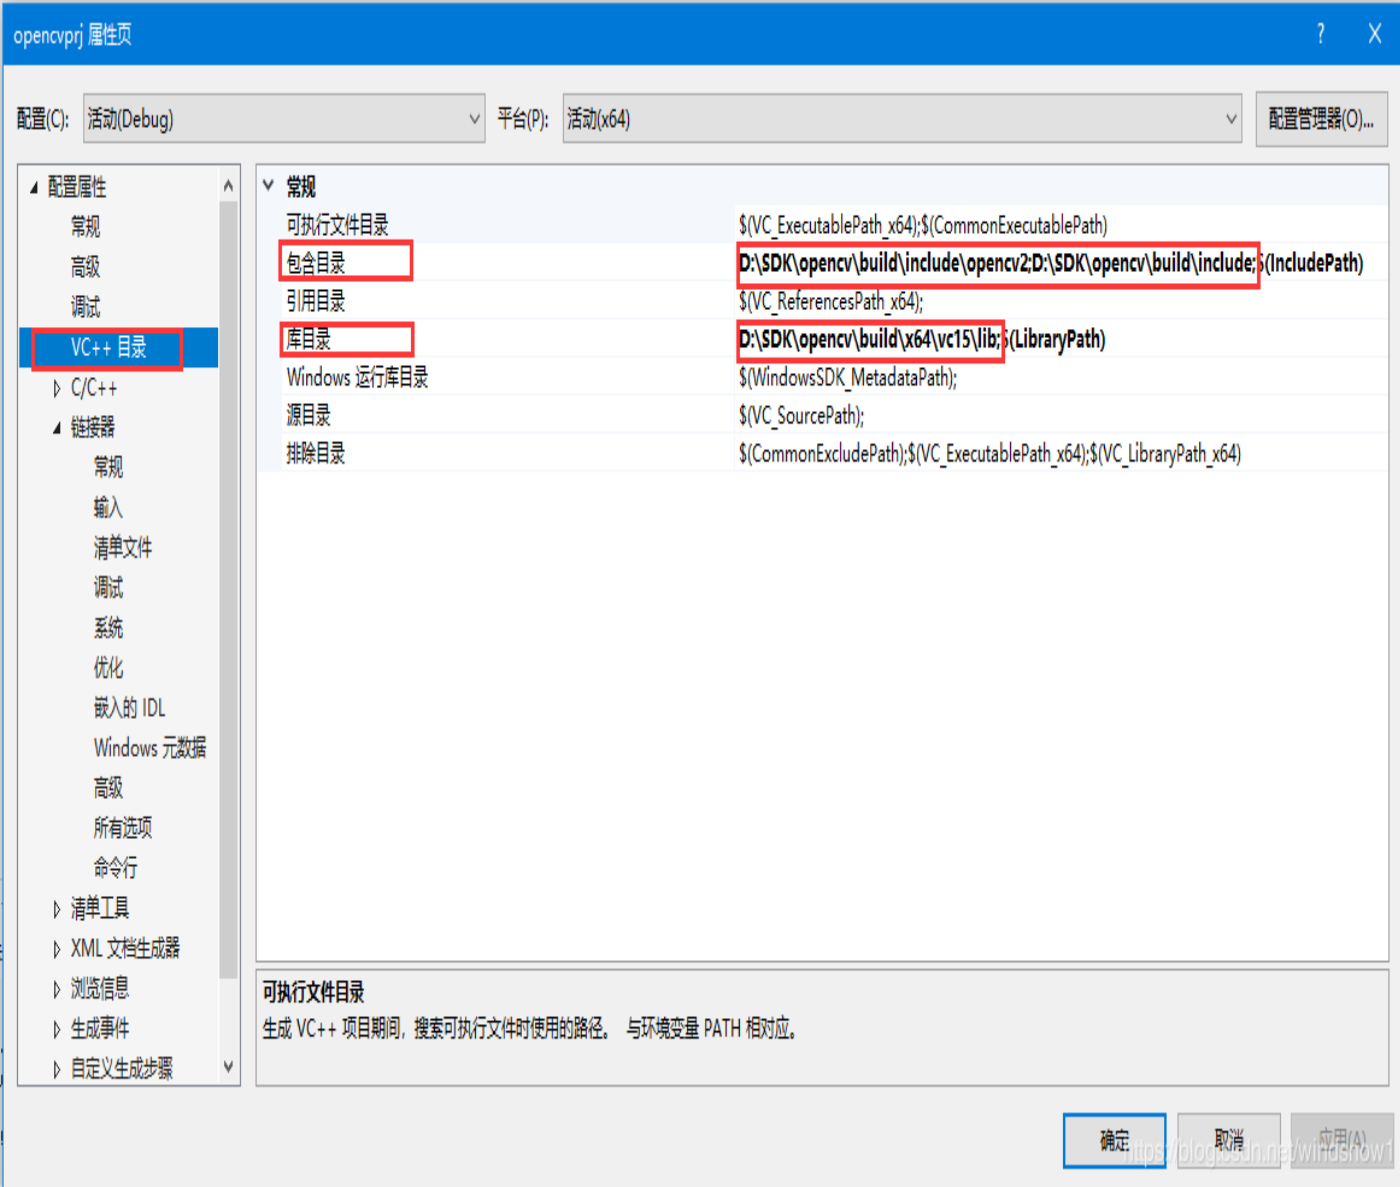 opencvprj 属性页
?
X
配置(C):
活动(Debug)
平台(P):
活动(x64)
配置管理器(O)...
配置属性
常规
高级
调试
VC++ 目录
C/C++
链接器
常规
输入
清单文件
调试
系统
优化
嵌入的 IDL
Windows 元数据
高级
所有选项
命令行
清单工具
XML 文档生成器
浏览信息
生成事件
自定义生成步骤
常规
可执行文件目录 $(VC_ExecutablePath_x64);$(CommonExecutablePath)
包含目录 D:\SDK\opencv\build\include\opencv2;D:\SDK\opencv\build\include;$(IncludePath)
引用目录 $(VC_ReferencesPath_x64);
库目录 D:\SDK\opencv\build\x64\vc15\lib;$(LibraryPath)
Windows 运行库目录 $(WindowsSDK_MetadataPath);
源目录 $(VC_SourcePath);
排除目录 $(CommonExcludePath);$(VC_ExecutablePath_x64);$(VC_LibraryPath_x64)
可执行文件目录
生成 VC++ 项目期间，搜索可执行文件时使用的路径。 与环境变量 PATH 相对应。
确定
取消
应用(A)
https://blog.csdn.net/windshow1